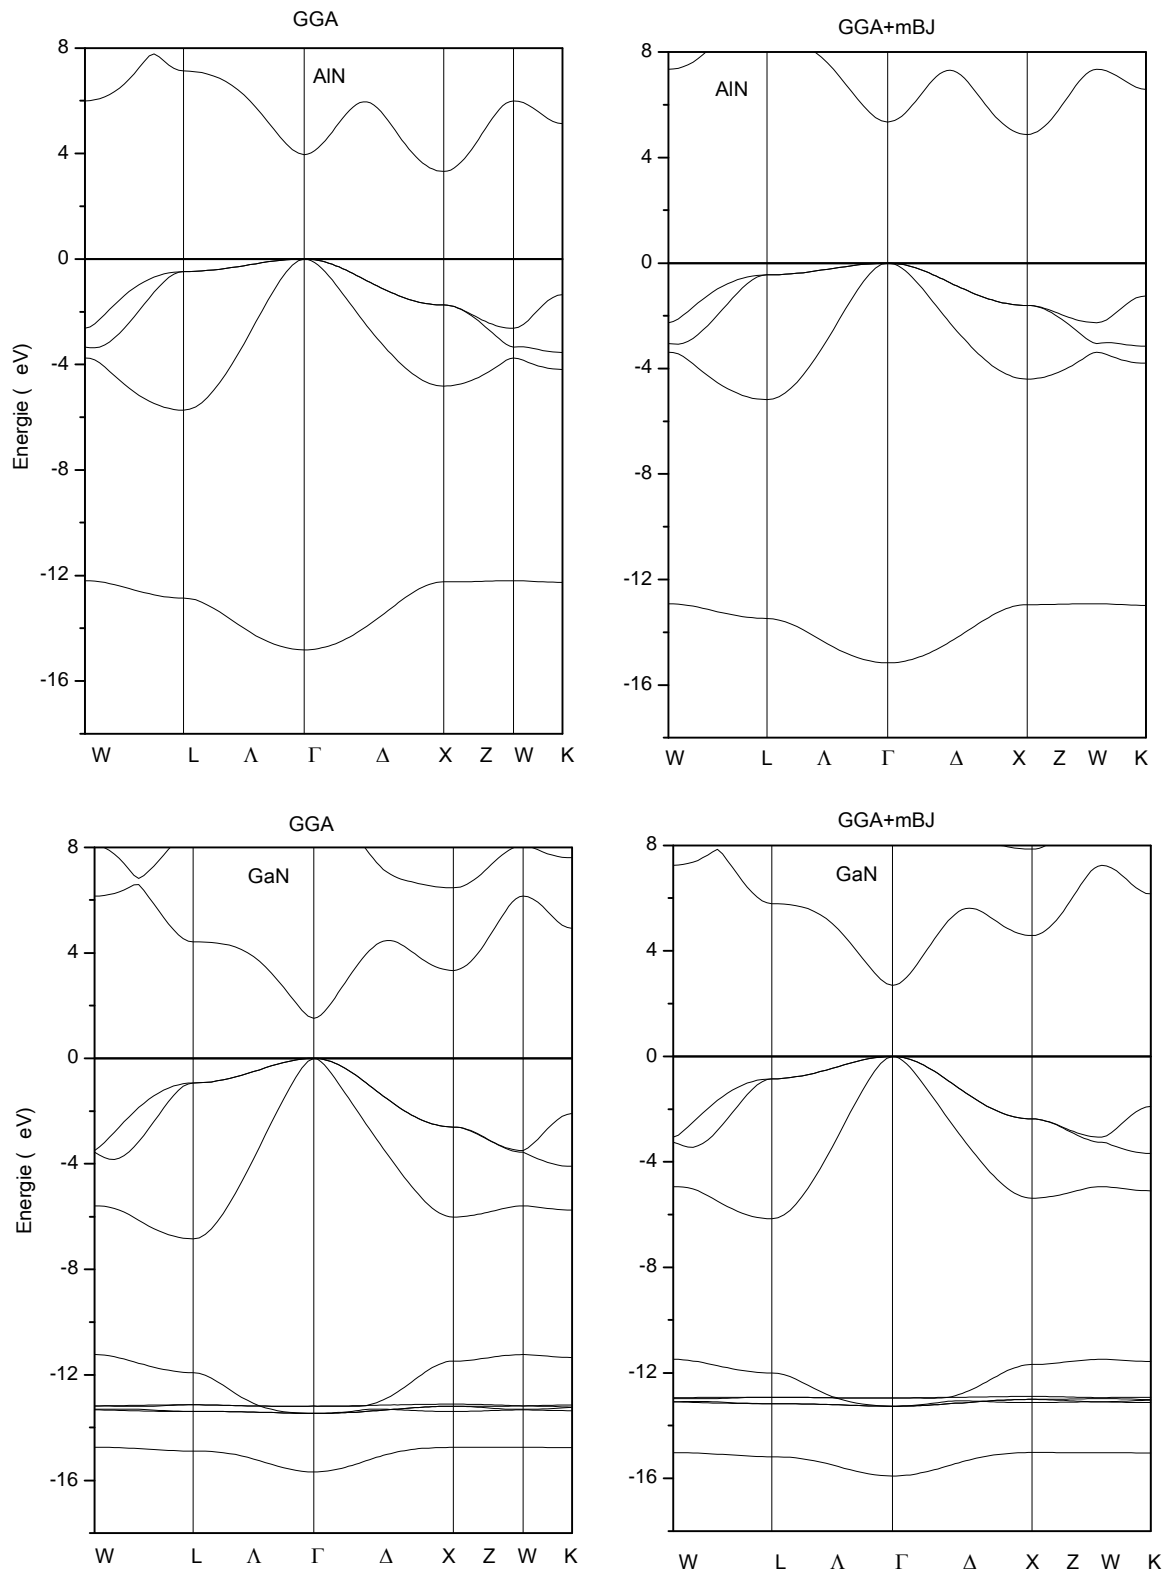 GGA
GGA+mBJ
8
4
0
-4
-8
-12
-16
AlN
Energie ( eV)
W L Λ Γ Δ X Z W K
8
4
0
-4
-8
-12
-16
AlN
W L Λ Γ Δ X Z W K
GGA
GGA+mBJ
8
4
0
-4
-8
-12
-16
GaN
Energie ( eV)
W L Λ Γ Δ X Z W K
8
4
0
-4
-8
-12
-16
GaN
W L Λ Γ Δ X Z W K